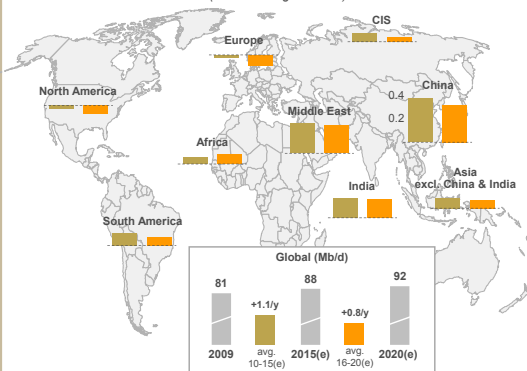 CIS
Europe
North America
China
0.4
0.2
Middle East
Africa
Asia
excl. China & India
India
South America
Global (Mb/d)
81
88
92
+1.1/y
+0.8/y
2009
avg.
10-15(e)
2015(e)
avg.
16-20(e)
2020(e)